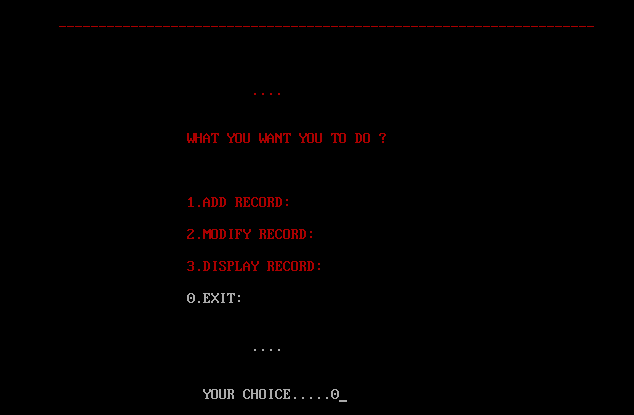 ....
WHAT YOU WANT YOU TO DO ?
1.ADD RECORD:
2.MODIFY RECORD:
3.DISPLAY RECORD:
0.EXIT:
....
YOUR CHOICE.....0_